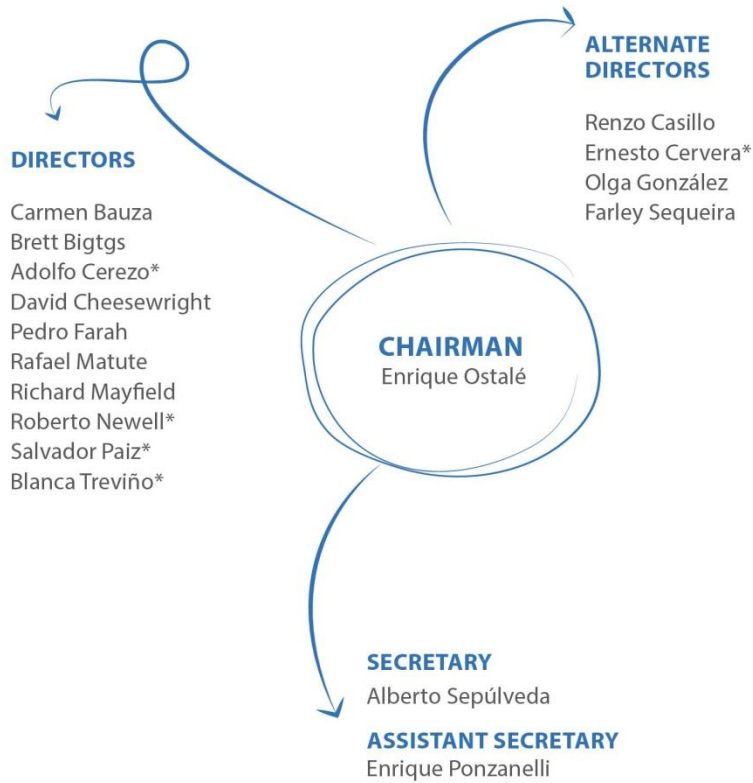 DIRECTORS
Carmen Bauza
Brett Bigtgs
Adolfo Cerezo*
David Cheesewright
Pedro Farah
Rafael Matute
Richard Mayfield
Roberto Newell*
Salvador Paiz*
Blanca Treviño*
ALTERNATE
DIRECTORS
Renzo Casillo
Ernesto Cervera*
Olga González
Farley Sequeira
CHAIRMAN
Enrique Ostalé
SECRETARY
Alberto Sepúlveda
ASSISTANT SECRETARY
Enrique Ponzanelli